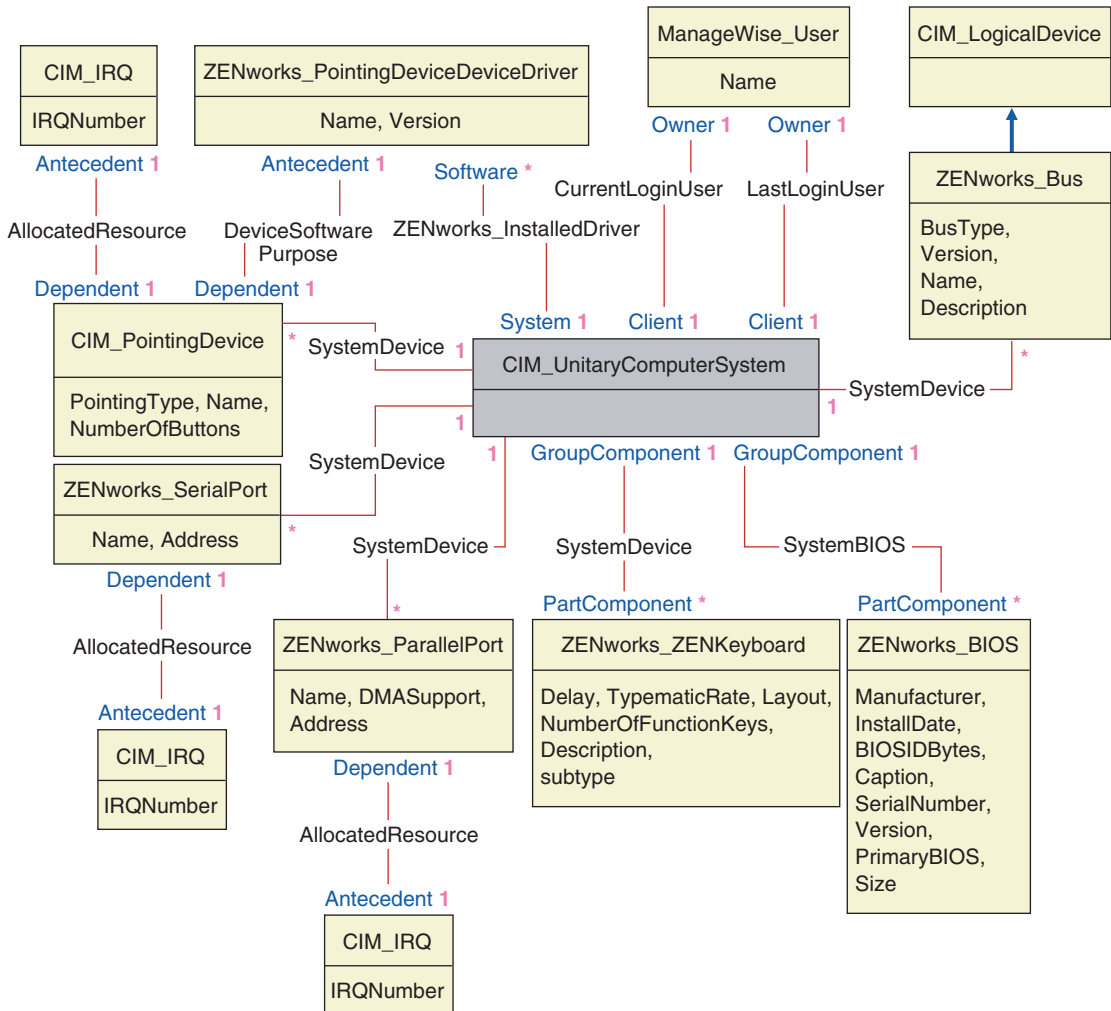 ManageWise_User
Name
CIM_LogicalDevice
CIM_IRQ
IRQNumber
ZENworks_PointingDeviceDeviceDriver
Name, Version
Owner 1
Owner 1
Antecedent 1
Antecedent 1
Software *
CurrentLoginUser
LastLoginUser
ZENworks_Bus
BusType,
Version,
Name,
Description
*
AllocatedResource
DeviceSoftware
Purpose
ZENworks_InstalledDriver
Dependent 1
Dependent 1
System 1
Client 1
Client 1
CIM_PointingDevice
PointingType, Name,
NumberOfButtons
*
SystemDevice
1
CIM_UnitaryComputerSystem
1
SystemDevice
1
SystemDevice
1
GroupComponent 1
GroupComponent 1
ZENworks_SerialPort
Name, Address
*
Dependent 1
SystemDevice
SystemDevice
SystemBIOS
*
PartComponent *
PartComponent *
AllocatedResource
Antecedent 1
CIM_IRQ
IRQNumber
ZENworks_ParallelPort
Name, DMASupport,
Address
Dependent 1
AllocatedResource
Antecedent 1
CIM_IRQ
IRQNumber
ZENworks_ZENKeyboard
Delay, TypematicRate, Layout,
NumberOfFunctionKeys,
Description,
subtype
ZENworks_BIOS
Manufacturer,
InstallDate,
BIOSIDBytes,
Caption,
SerialNumber,
Version,
PrimaryBIOS,
Size